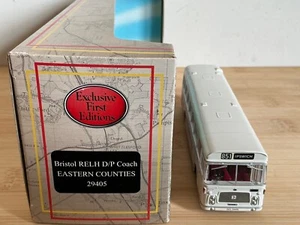 Exclusive
First
Editions
Bristol RELH D/P Coach
EASTERN COUNTIES
29405
851 IPSWICH